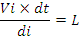 Vi × dt / di = L